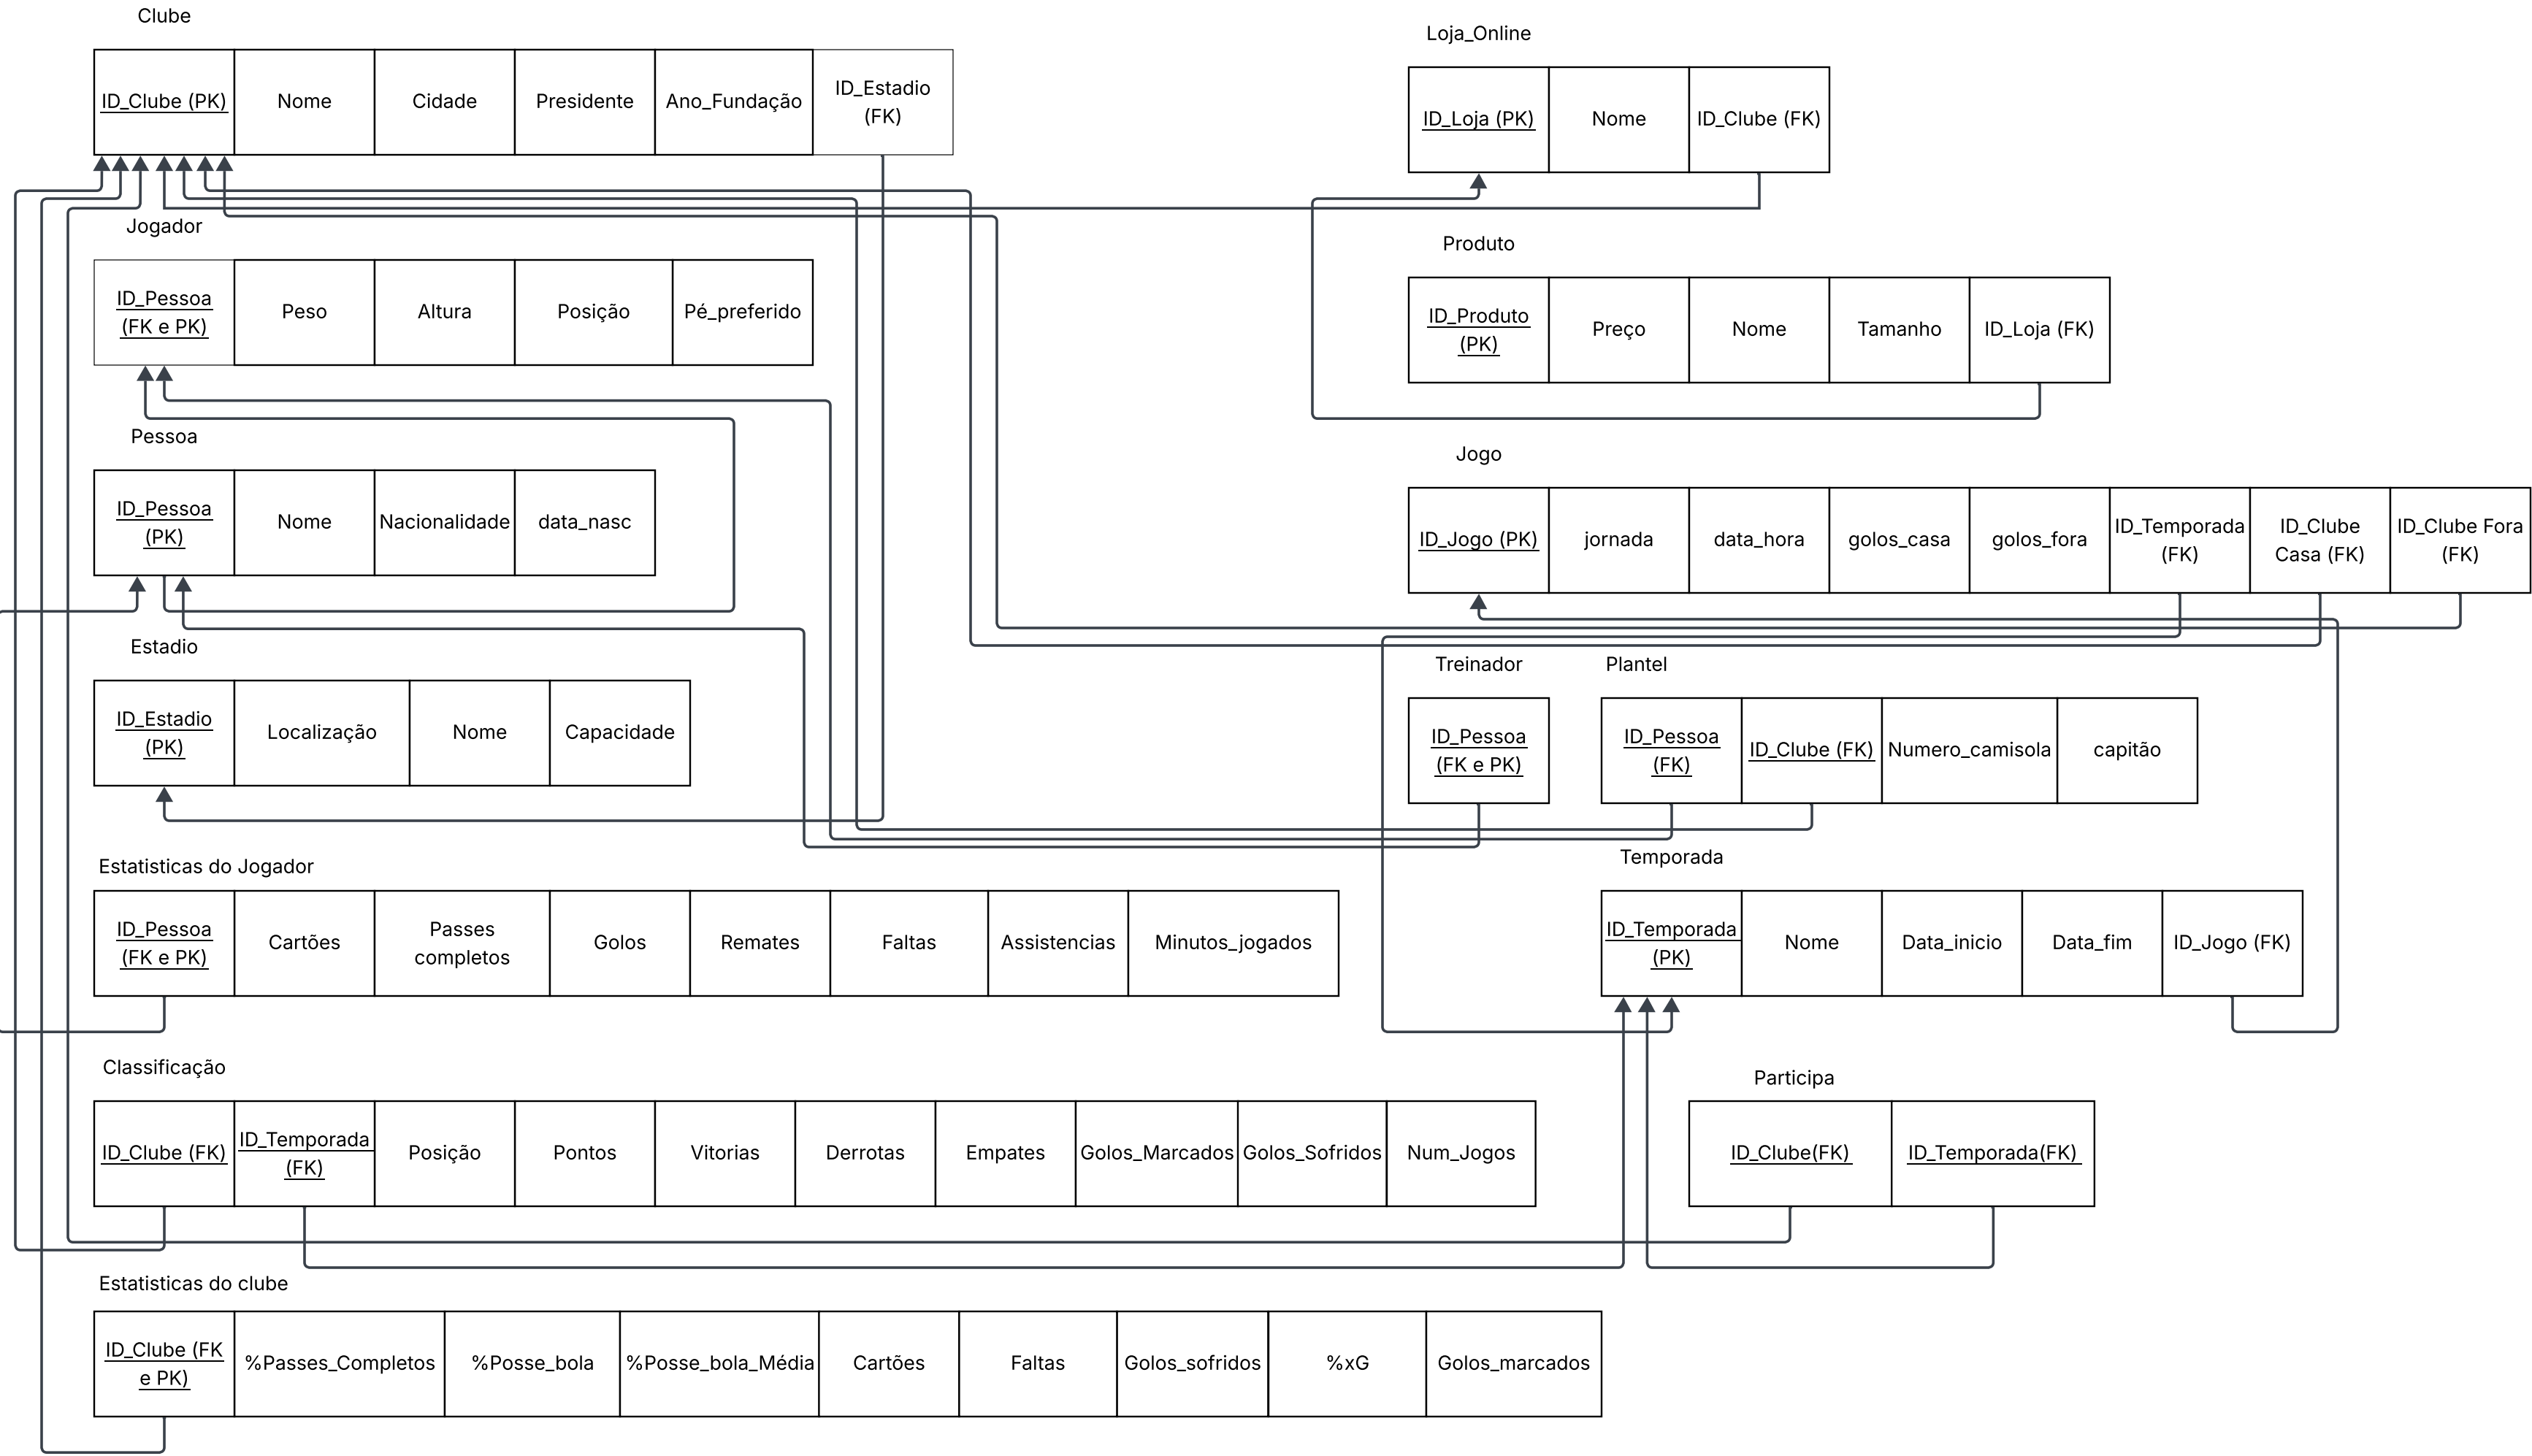 Clube
ID_Clube (PK)
Nome
Cidade
Presidente
Ano_Fundação
ID_Estadio
(FK)
Jogador
ID_Pessoa
(FK e PK)
Peso
Altura
Posição
Pé_preferido
Pessoa
ID_Pessoa
(PK)
Nome
Nacionalidade
data_nasc
Estadio
ID_Estadio
(PK)
Localização
Nome
Capacidade
Estatisticas do Jogador
ID_Pessoa
(FK e PK)
Cartões
Passes
completos
Golos
Remates
Faltas
Assistencias
Minutos_jogados
Classificação
ID_Clube (FK)
ID_Temporada
(FK)
Posição
Pontos
Vitorias
Derrotas
Empates
Golos_Marcados
Golos_Sofridos
Num_Jogos
Estatisticas do clube
ID_Clube (FK
e PK)
%Passes_Completos
%Posse_bola
%Posse_bola_Média
Cartões
Faltas
Golos_sofridos
%xG
Golos_marcados
Loja_Online
ID_Loja (PK)
Nome
ID_Clube (FK)
Produto
ID_Produto
(PK)
Preço
Nome
Tamanho
ID_Loja (FK)
Jogo
ID_Jogo (PK)
jornada
data_hora
golos_casa
golos_fora
ID_Temporada
(FK)
ID_Clube
Casa (FK)
ID_Clube Fora
(FK)
Treinador
ID_Pessoa
(FK e PK)
Plantel
ID_Pessoa
(FK)
ID_Clube (FK)
Numero_camisola
capitão
Temporada
ID_Temporada
(PK)
Nome
Data_inicio
Data_fim
ID_Jogo (FK)
Participa
ID_Clube(FK)
ID_Temporada(FK)